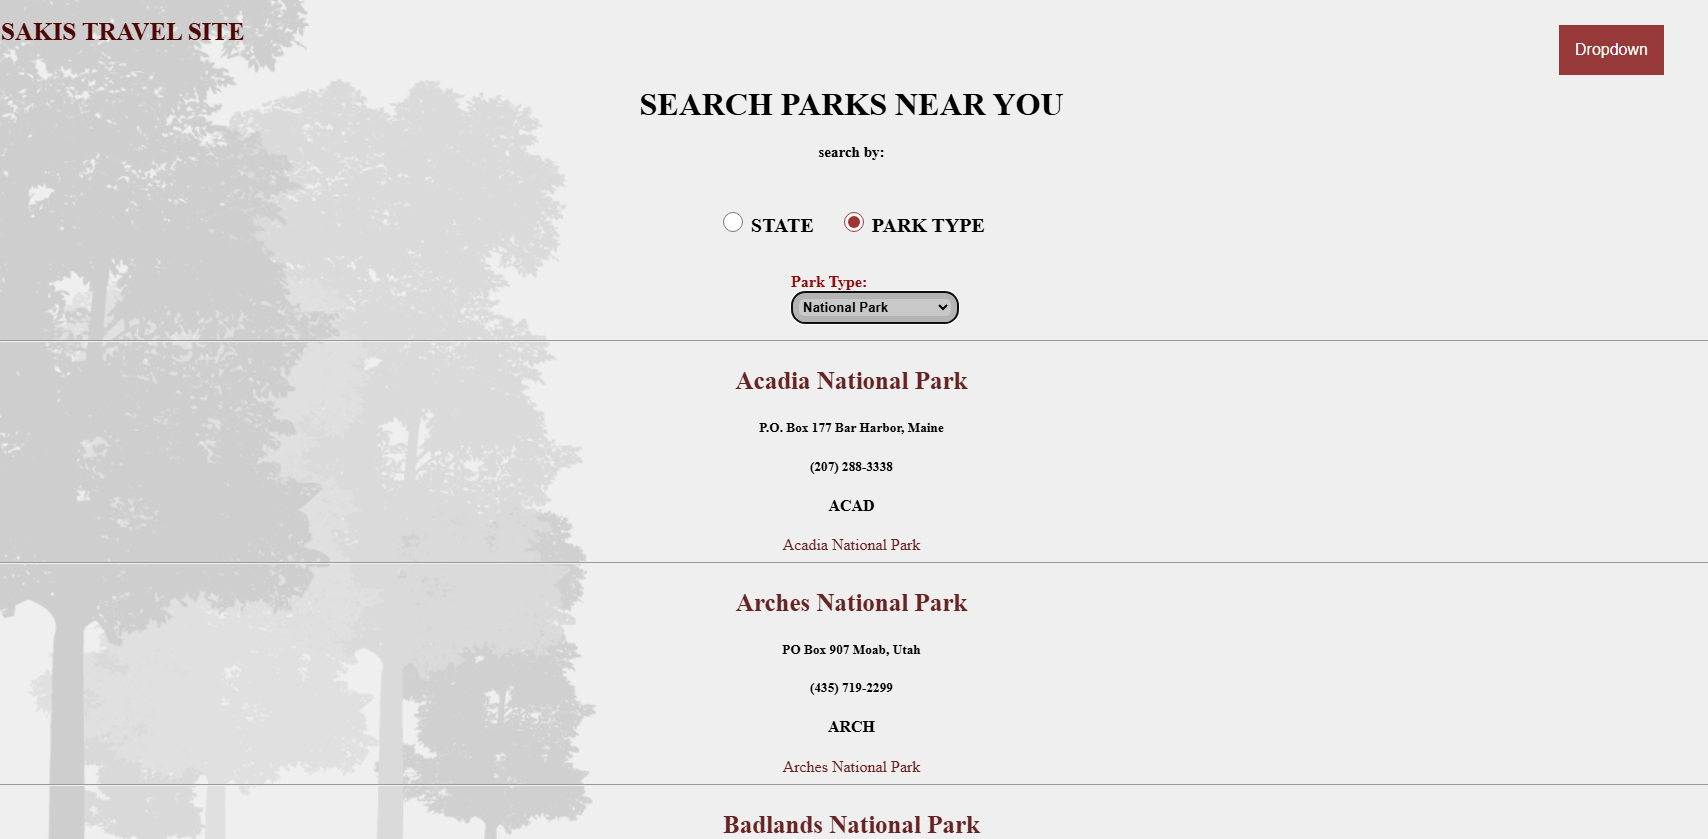 SAKIS TRAVEL SITE
Dropdown
SEARCH PARKS NEAR YOU
search by:
STATE PARK TYPE
Park Type:
National Park
Acadia National Park
P.O. Box 177 Bar Harbor, Maine
(207) 288-3338
ACAD
Acadia National Park
Arches National Park
PO Box 907 Moab, Utah
(435) 719-2299
ARCH
Arches National Park
Badlands National Park